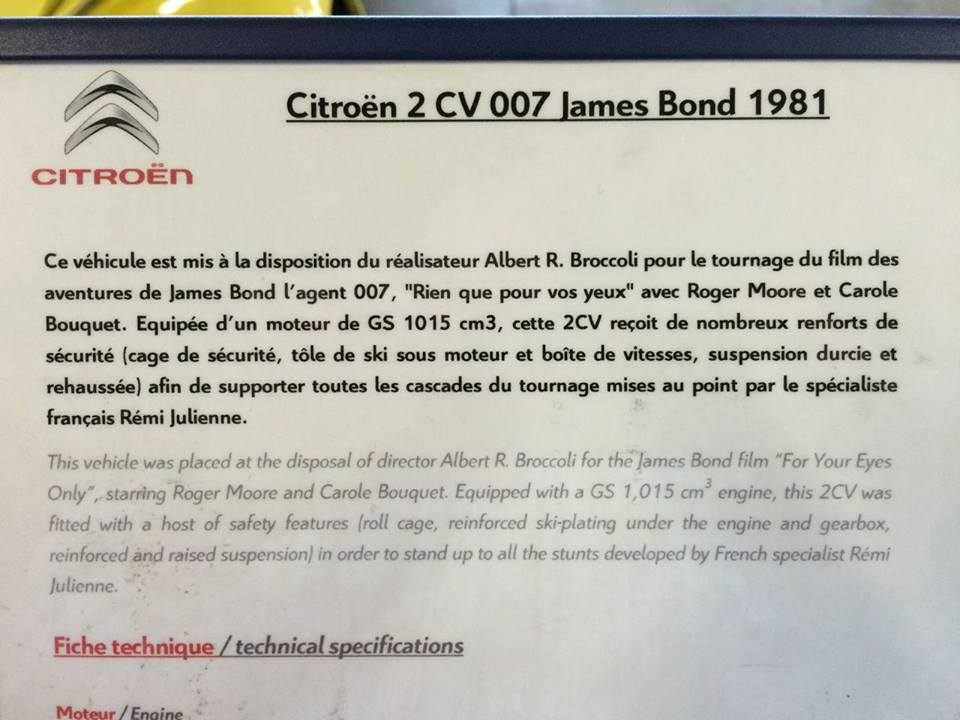 CITROËN
Citroën 2 CV 007 James Bond 1981
Ce véhicule est mis à la disposition du réalisateur Albert R. Broccoli pour le tournage du film des
aventures de James Bond l'agent 007, "Rien que pour vos yeux" avec Roger Moore et Carole
Bouquet. Equipée d'un moteur de GS 1015 cm3, cette 2CV reçoit de nombreux renforts de
sécurité (cage de sécurité, tôle de ski sous moteur et boîte de vitesses, suspension durcie et
rehaussée) afin de supporter toutes les cascades du tournage mises au point par le spécialiste
français Rémi Julienne.
This vehicle was placed at the disposal of director Albert R. Broccoli for the James Bond film "For Your Eyes
Only", starring Roger Moore and Carole Bouquet. Equipped with a GS 1,015 cm³ engine, this 2CV was
fitted with a host of safety features (roll cage, reinforced ski-plating under the engine and gearbox,
reinforced and raised suspension) in order to stand up to all the stunts developed by French specialist Rémi
Julienne.
Fiche technique / technical specifications
Moteur / Engine